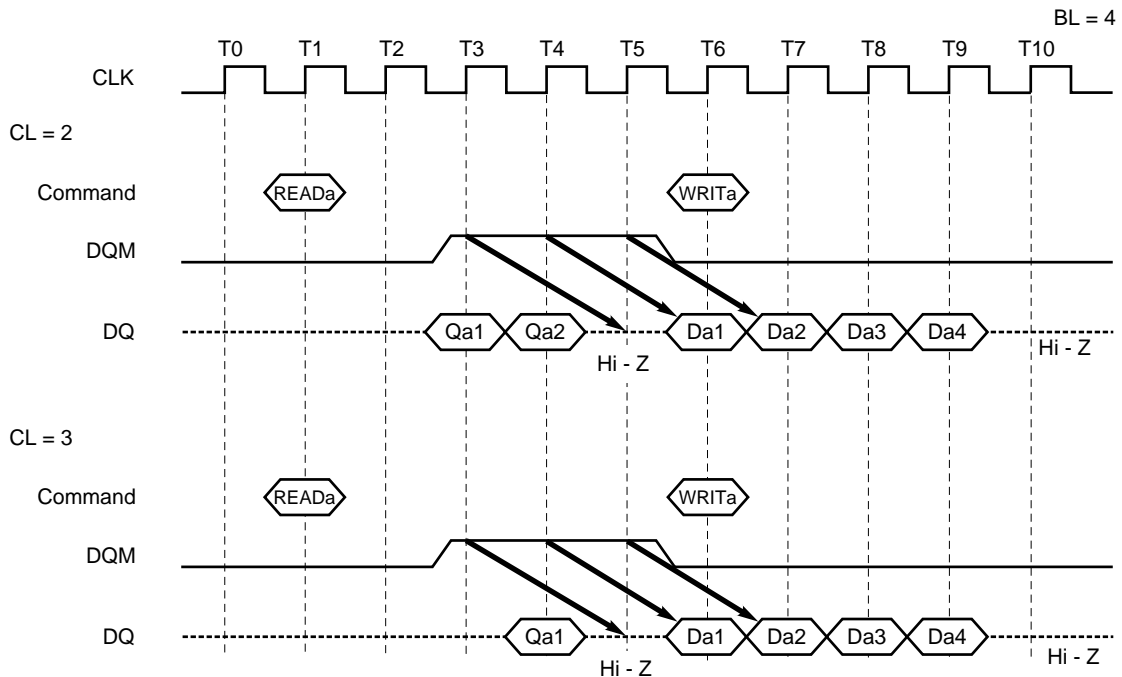 BL = 4
T0 T1 T2 T3 T4 T5 T6 T7 T8 T9 T10
CLK
CL = 2
Command READa WRITa
DQM
DQ Qa1 Qa2 Da1 Da2 Da3 Da4
Hi - Z Hi - Z
CL = 3
Command READa WRITa
DQM
DQ Qa1 Da1 Da2 Da3 Da4
Hi - Z Hi - Z